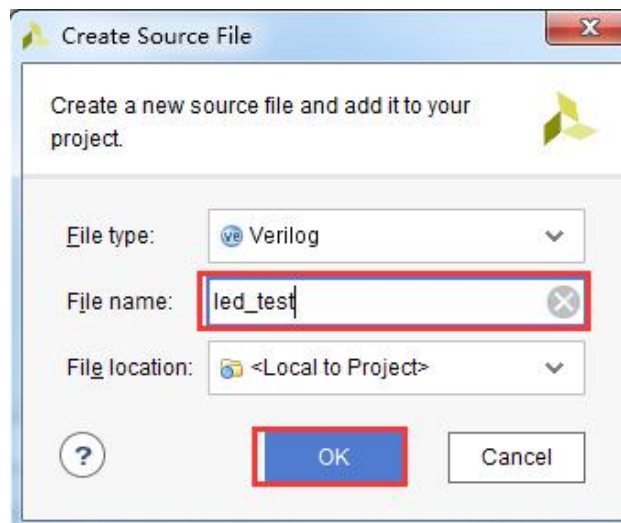 Create Source File
Create a new source file and add it to your
project.
File type:
ve Verilog
File name:
led_test
File location:
<Local to Project>
?
OK
Cancel